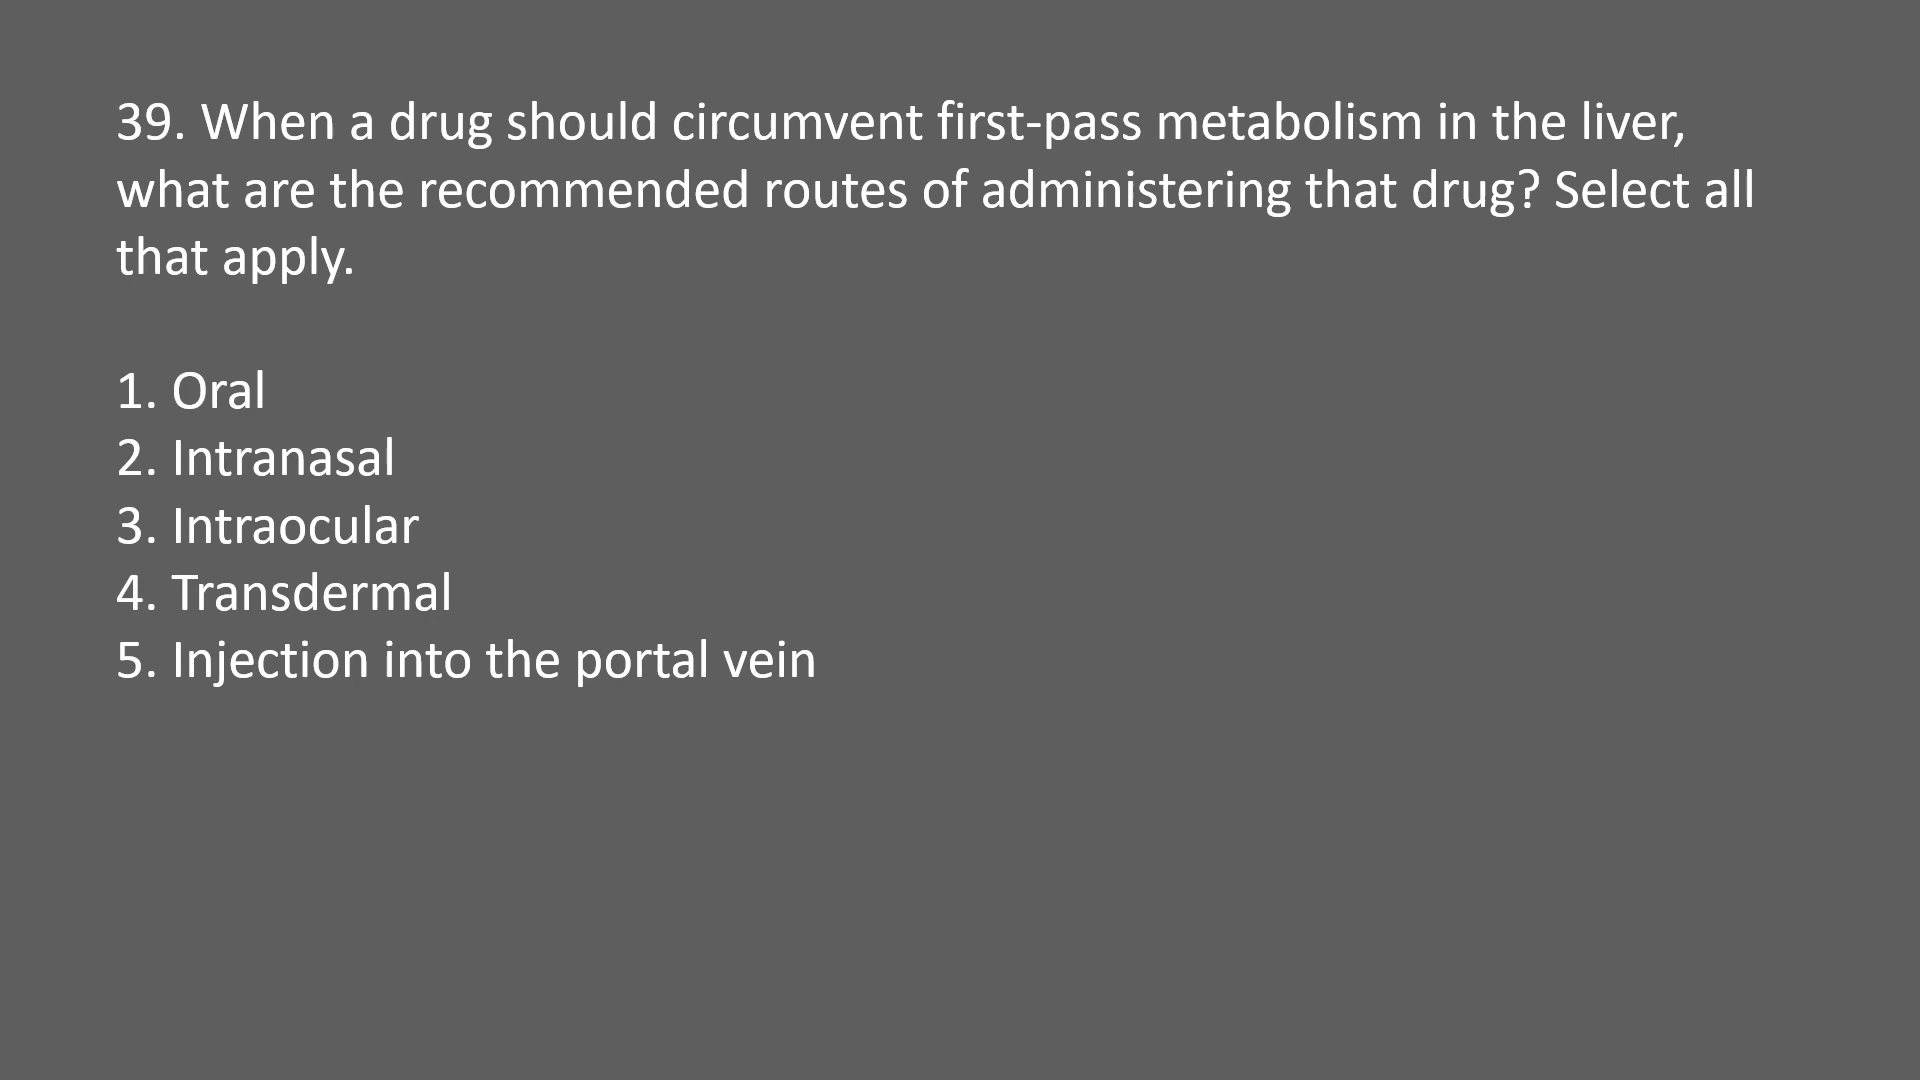 39. When a drug should circumvent first-pass metabolism in the liver,
what are the recommended routes of administering that drug? Select all
that apply.
1. Oral
2. Intranasal
3. Intraocular
4. Transdermal
5. Injection into the portal vein